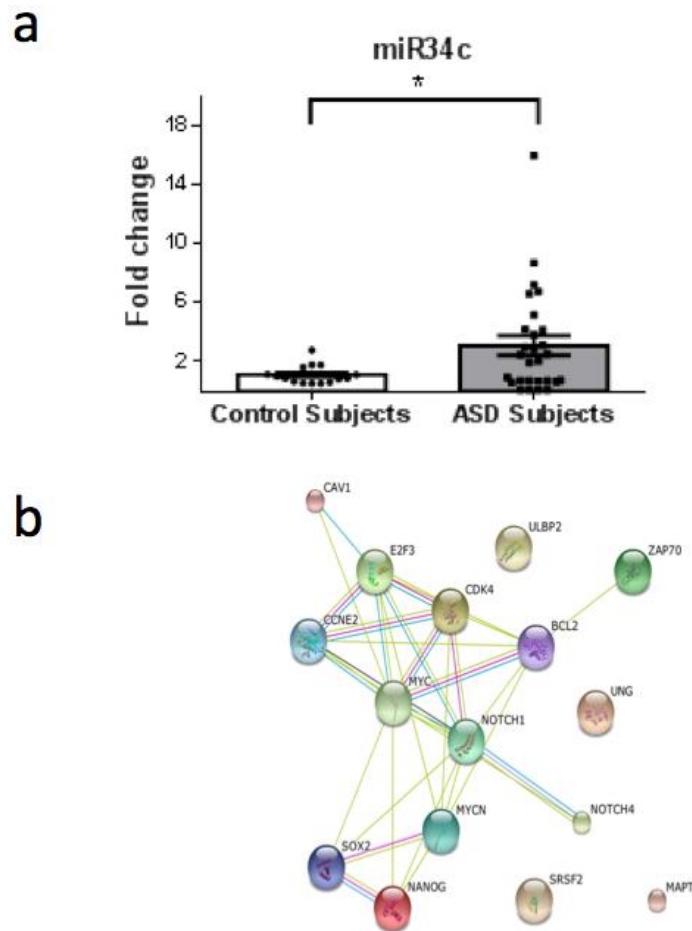 a
miR34c
*
Fold change
18
14
10
6
2
Control Subjects
ASD Subjects
b
CAV1
ULBP2
E2F3
ZAP70
CDK4
CCNE2
BCL2
MYC
UNG
NOTCH1
NOTCH4
MYCN
SOX2
SRSF2
MAPT
NANOG